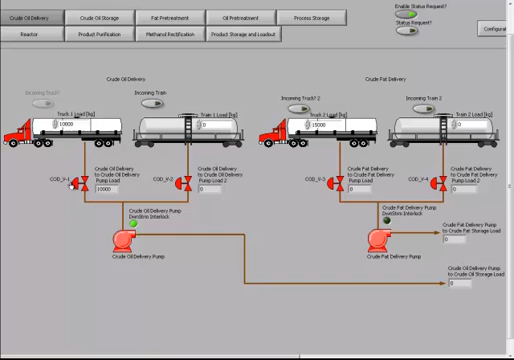 Crude Oil Delivery
Crude Oil Storage
Fat Pretreatment
Oil Pretreatment
Process Storage
Reactor
Product Purification
Methanol Rectification
Product Storage and Loadout
Enable Status Request?
Status Request?
Configurat
Crude Oil Delivery
Crude Fat Delivery
Incoming Truck?
Incoming Train
Incoming Truck? 2
Incoming Train 2
Truck 1 Load [kg]
10000
Train 1 Load [kg]
0
Truck 2 Load [kg]
15000
Train 2 Load [kg]
0
COD_V-1
Crude Oil Delivery
to Crude Oil Delivery
Pump Load
10000
COD_V-2
Crude Oil Delivery
to Crude Oil Delivery
Pump Load 2
0
COD_V-3
Crude Fat Delivery
to Crude Fat Delivery
Pump Load
0
COD_V-4
Crude Fat Delivery
to Crude Fat Delivery
Pump Load 2
0
Crude Oil Delivery Pump
DwnStrm Interlock
Crude Oil Delivery Pump
Crude Fat Delivery Pump
DwnStrm Interlock
Crude Fat Delivery Pump
Crude Fat Delivery Pump
to Crude Fat Storage Load
0
Crude Oil Delivery Pump
to Crude Oil Storage Load
0